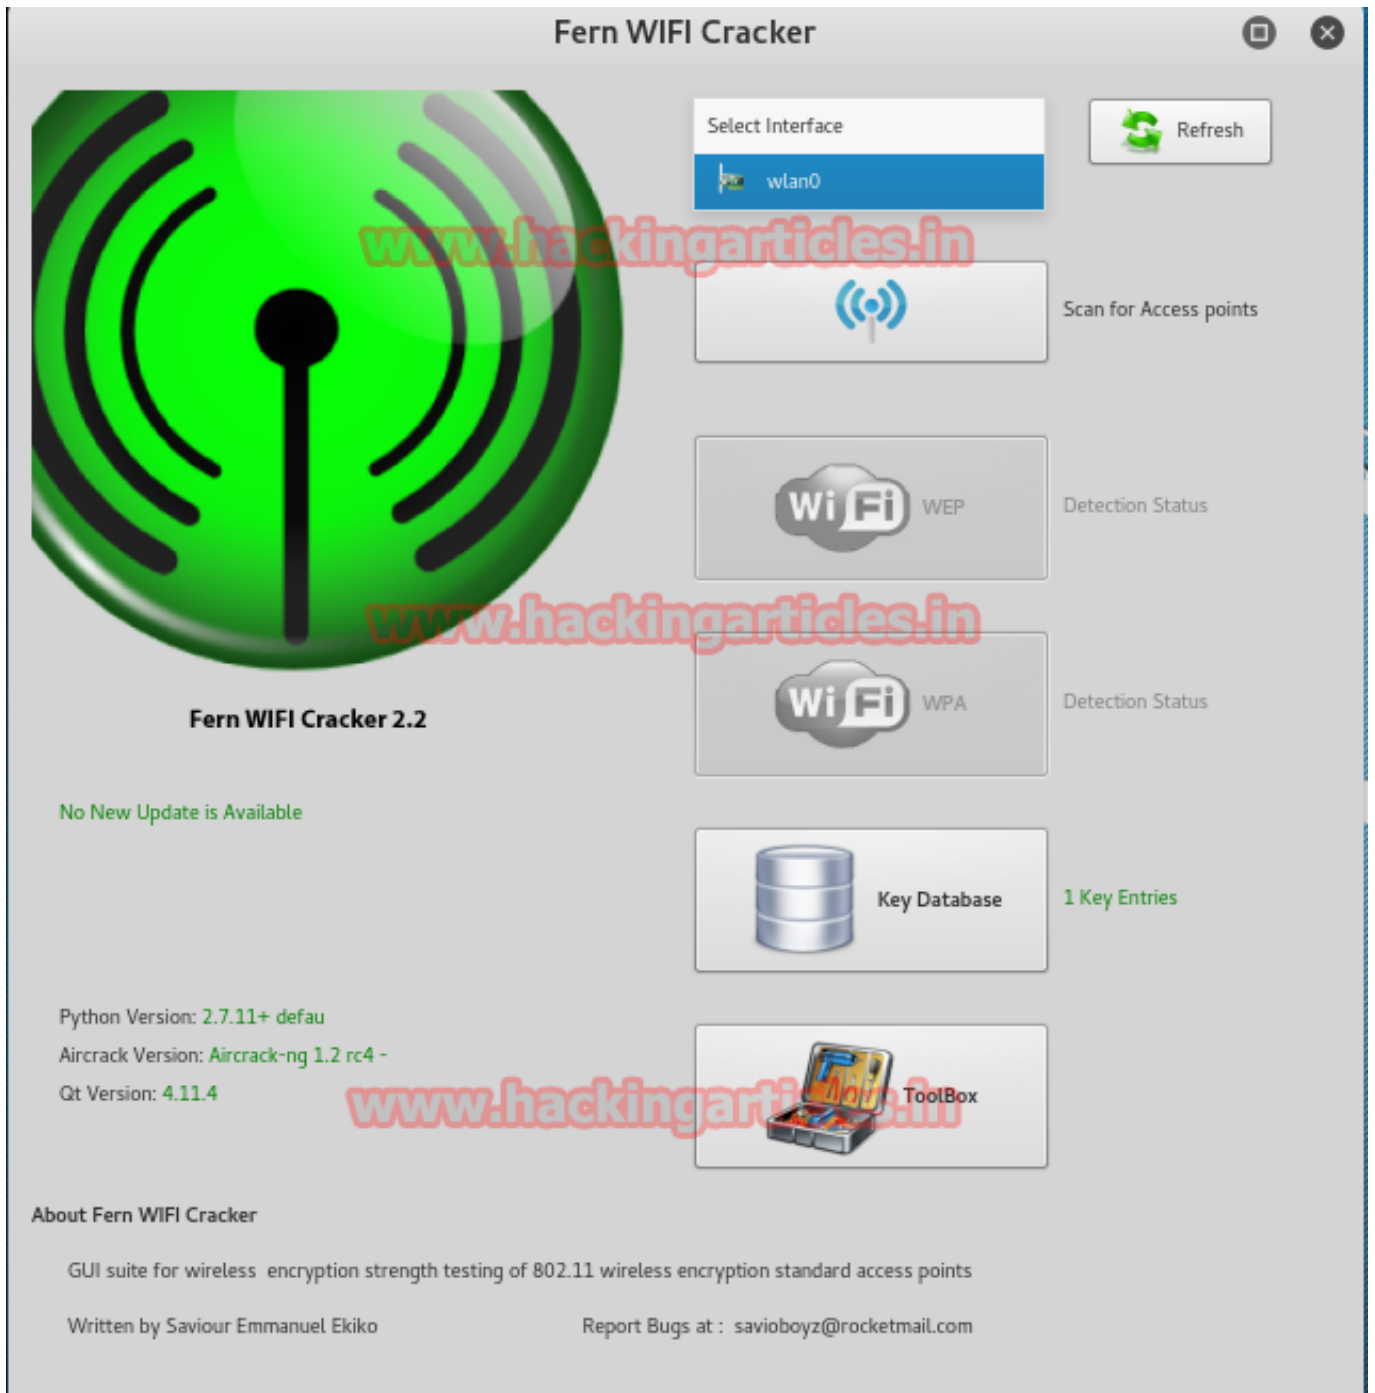 Fern WIFI Cracker
Select Interface
Refresh
wlan0
www.hackingarticles.in
Scan for Access points
WiFi WEP
Detection Status
www.hackingarticles.in
WiFi WPA
Detection Status
Fern WIFI Cracker 2.2
No New Update is Available
Key Database
1 Key Entries
Python Version: 2.7.11+ defau
Aircrack Version: Aircrack-ng 1.2 rc4 -
Qt Version: 4.11.4
www.hackingarticles.in
ToolBox
About Fern WIFI Cracker
GUI suite for wireless encryption strength testing of 802.11 wireless encryption standard access points
Written by Saviour Emmanuel Ekiko
Report Bugs at : savioboyz@rocketmail.com